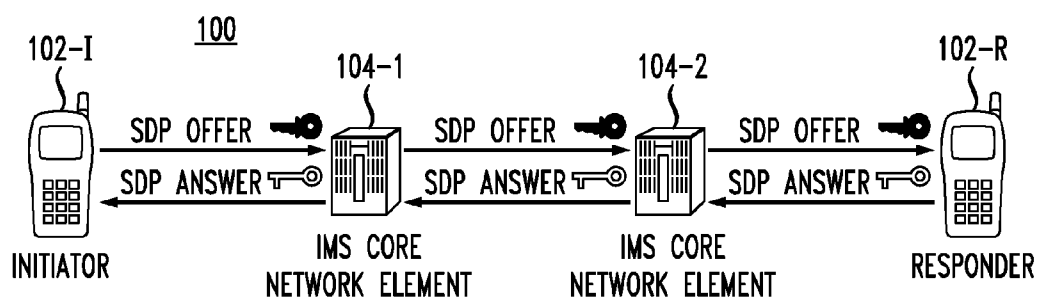 100
102-I
104-1
104-2
102-R
SDP OFFER
SDP OFFER
SDP OFFER
SDP ANSWER
SDP ANSWER
SDP ANSWER
INITIATOR
IMS CORE
NETWORK ELEMENT
IMS CORE
NETWORK ELEMENT
RESPONDER